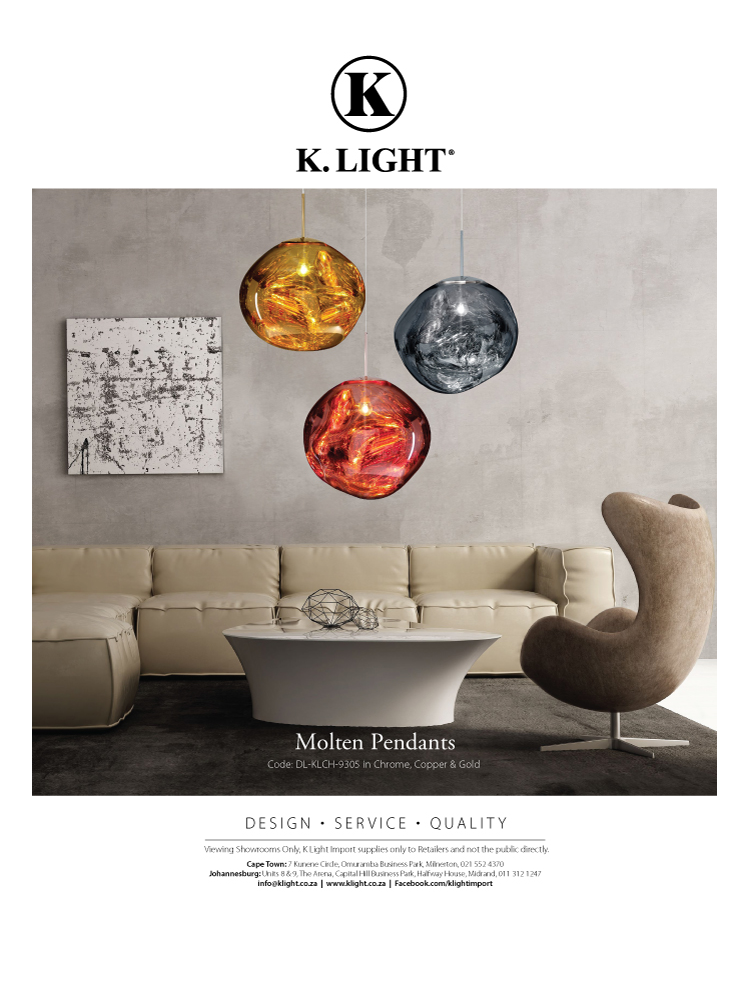 K
K. LIGHT®
Molten Pendants
Code: DL-KLCH-9305 In Chrome, Copper & Gold
DESIGN • SERVICE • QUALITY
Viewing Showrooms Only, K Light Import supplies only to Retailers and not the public directly.
Cape Town: 7 Kunene Circle, Omuramba Business Park, Milnerton, 021 552 4370
Johannesburg: Units 8 & 9, The Arena, Capital Hill Business Park, Halfway House, Midrand, 011 312 1247
info@klight.co.za | www.klight.co.za | Facebook.com/klightimport